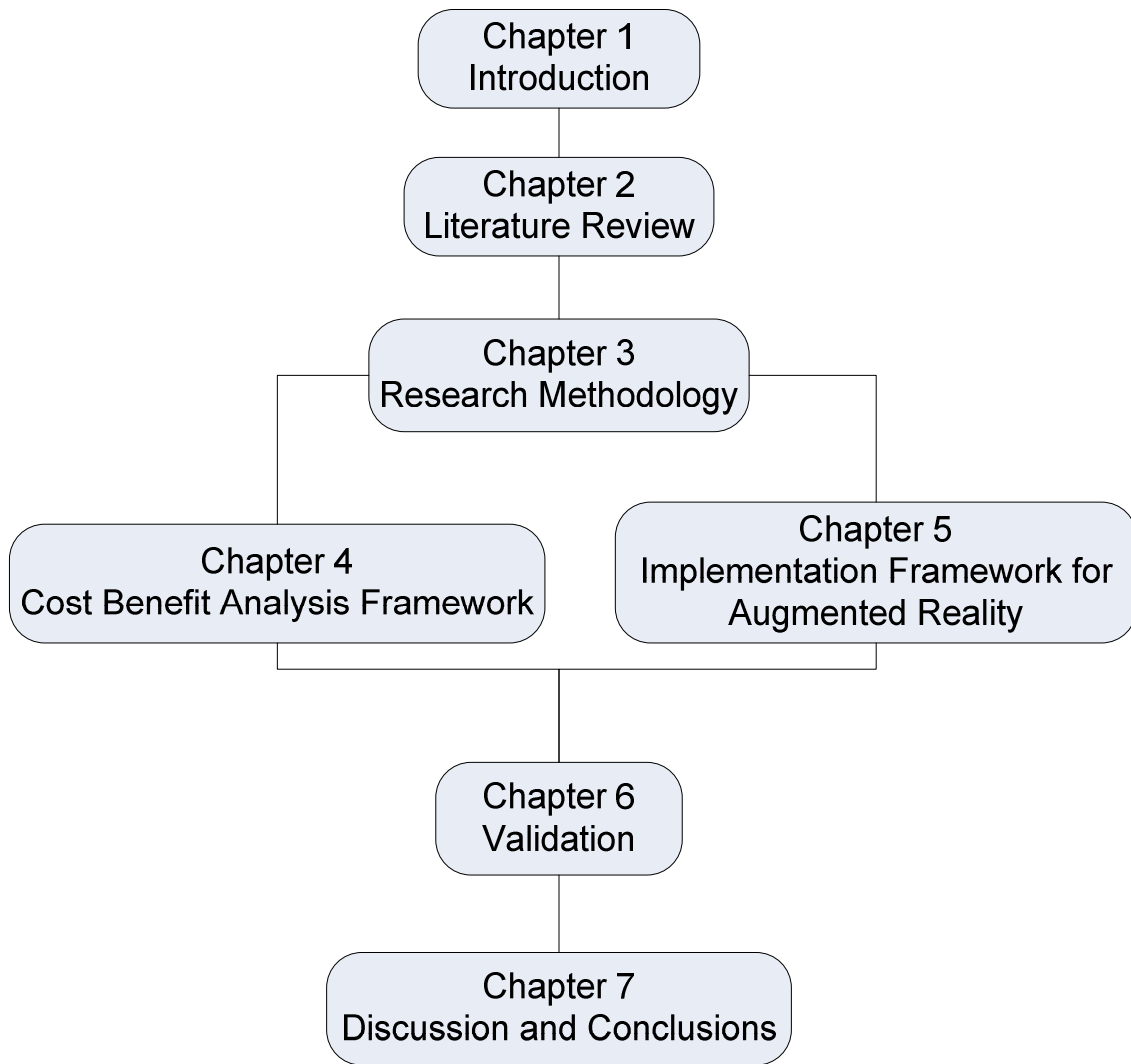 Chapter 1
Introduction
Chapter 2
Literature Review
Chapter 3
Research Methodology
Chapter 4
Cost Benefit Analysis Framework
Chapter 5
Implementation Framework for
Augmented Reality
Chapter 6
Validation
Chapter 7
Discussion and Conclusions